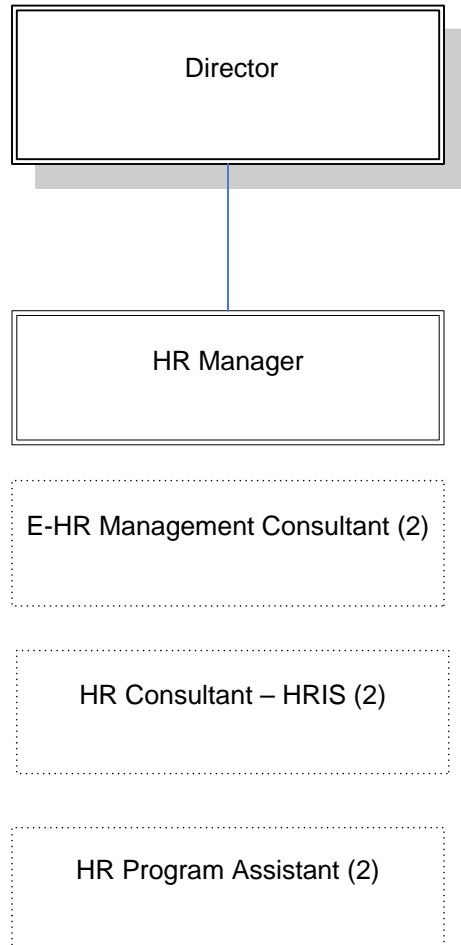 Director
HR Manager
E-HR Management Consultant (2)
HR Consultant – HRIS (2)
HR Program Assistant (2)